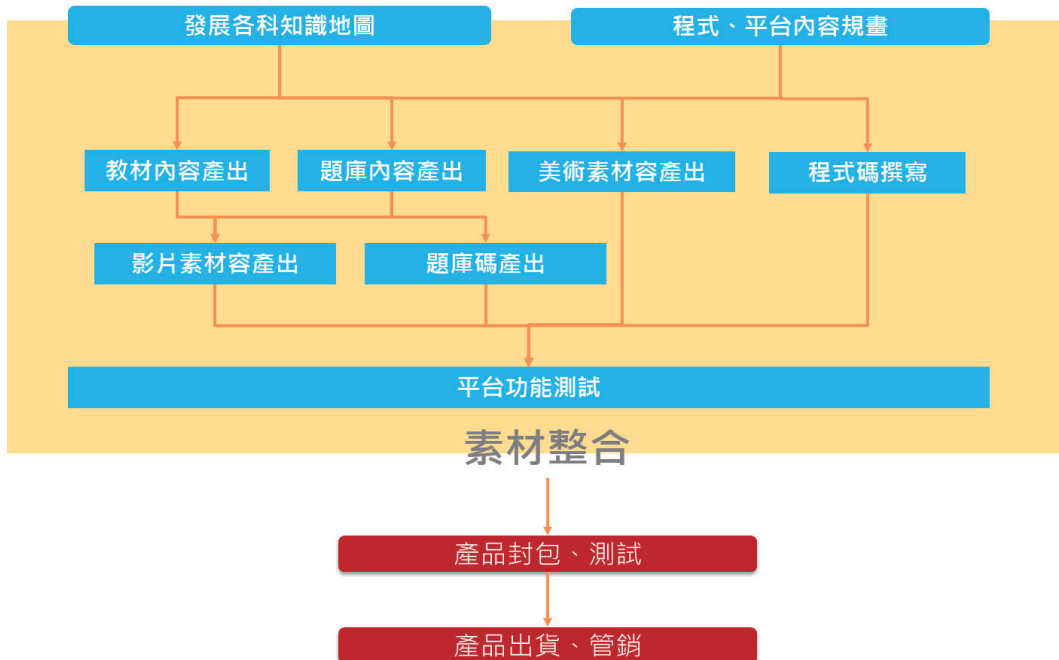 發展各科知識地圖
程式、平台內容規畫
教材內容產出
題庫內容產出
美術素材容產出
程式碼撰寫
影片素材容產出
題庫碼產出
平台功能測試
素材整合
產品封包、測試
產品出貨、管銷